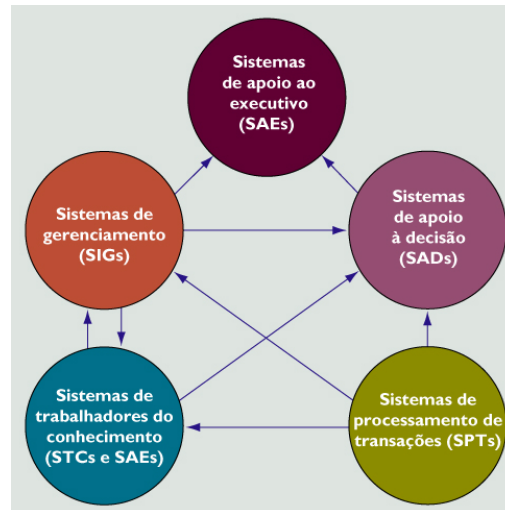 Sistemas
de apoio ao
executivo
(SAEs)
Sistemas de
gerenciamento
(SIGs)
Sistemas
de apoio
à decisão
(SADs)
Sistemas de
trabalhadores do
conhecimento
(STCs e SAEs)
Sistemas de
processamento de
transações (SPTs)